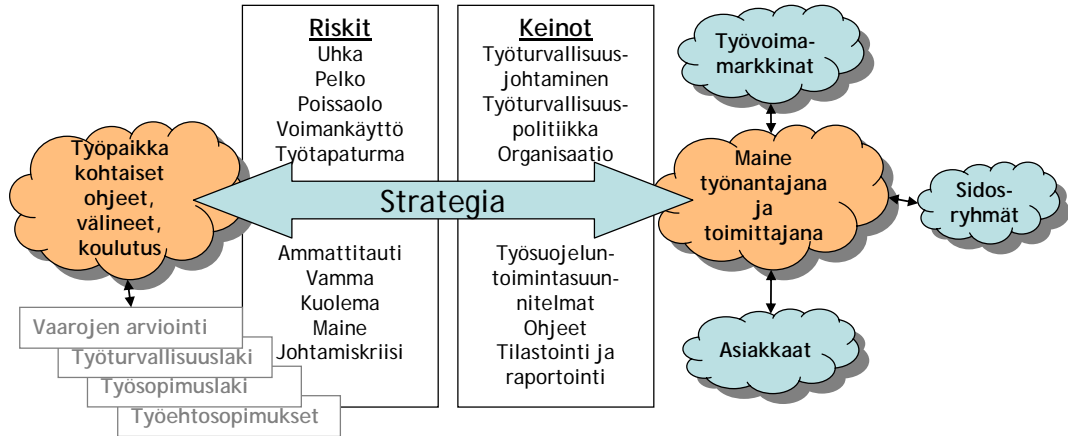 Riskit
Uhka
Pelko
Poissaolo
Voimankäyttö
Työtapaturma
Ammattitauti
Vamma
Kuolema
Maine
Johtamiskriisi
Keinot
Työturvallisuus-
johtaminen
Työturvallisuus-
politiikka
Organisaatio
Työsuojelun-
toimintasuun-
nitelmat
Ohjeet
Tilastointi ja
raportointi
Strategia
Työpaikka
kohtaiset
ohjeet,
välineet,
koulutus
Vaarojen arviointi
Työturvallisuuslaki
Työsopimuslaki
Työehtosopimukset
Työvoima-
markkinat
Maine
työnantajana
ja
toimittajana
Sidos-
ryhmät
Asiakkaat